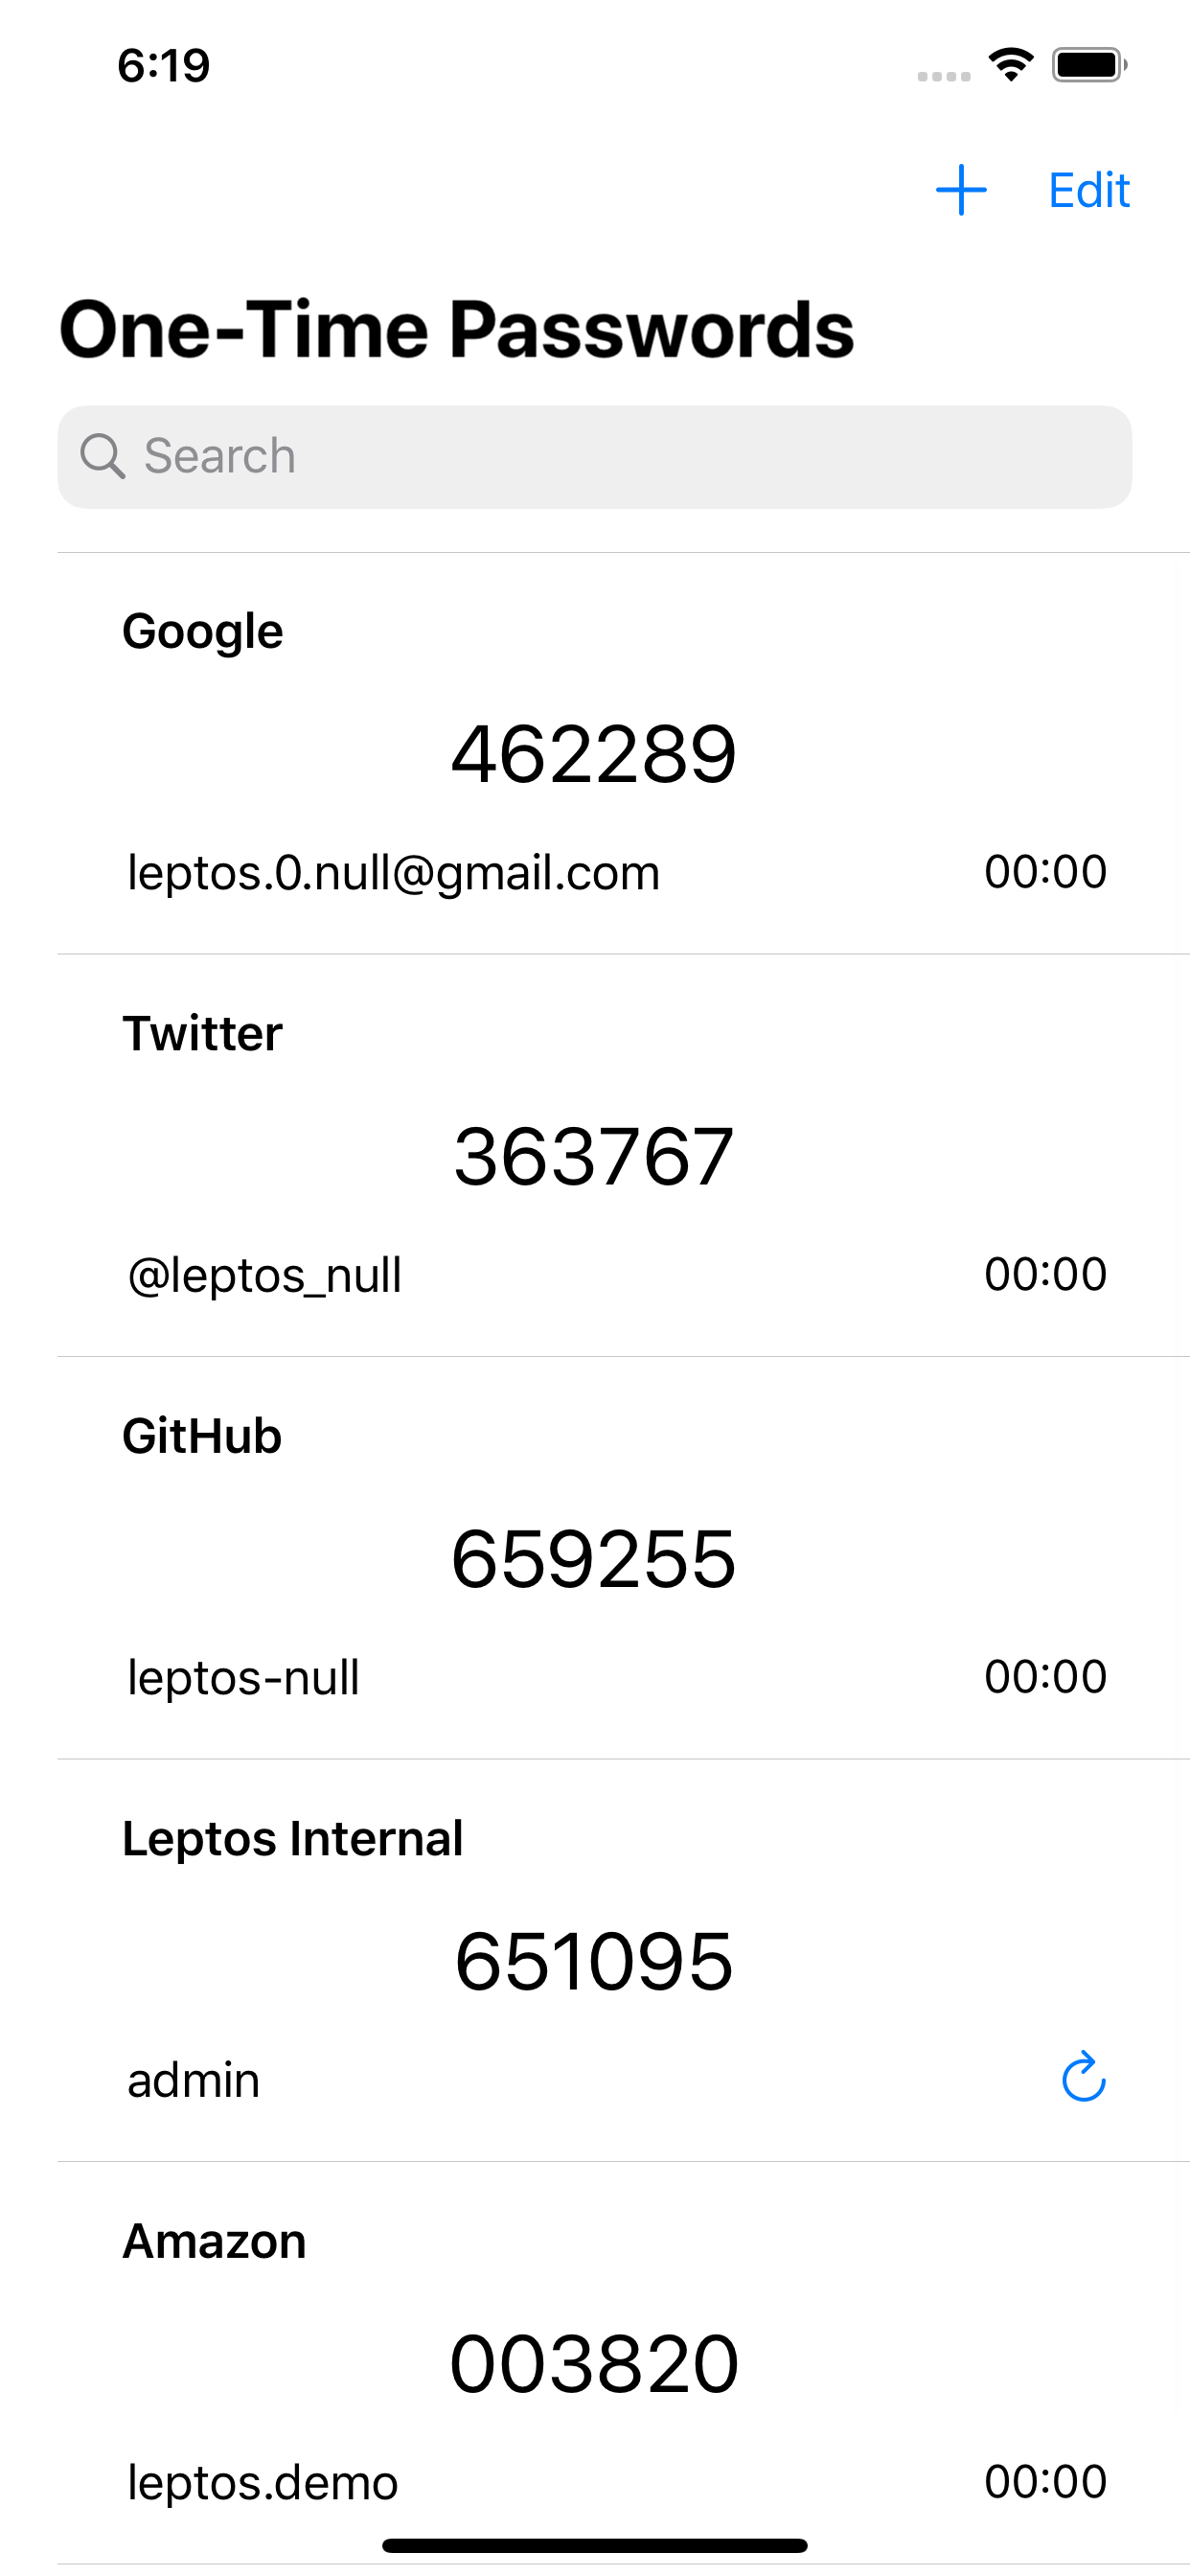 6:19
Edit
One-Time Passwords
Search
Google
462289
leptos.0.null@gmail.com 00:00
Twitter
363767
@leptos_null 00:00
GitHub
659255
leptos-null 00:00
Leptos Internal
651095
admin
Amazon
003820
leptos.demo 00:00